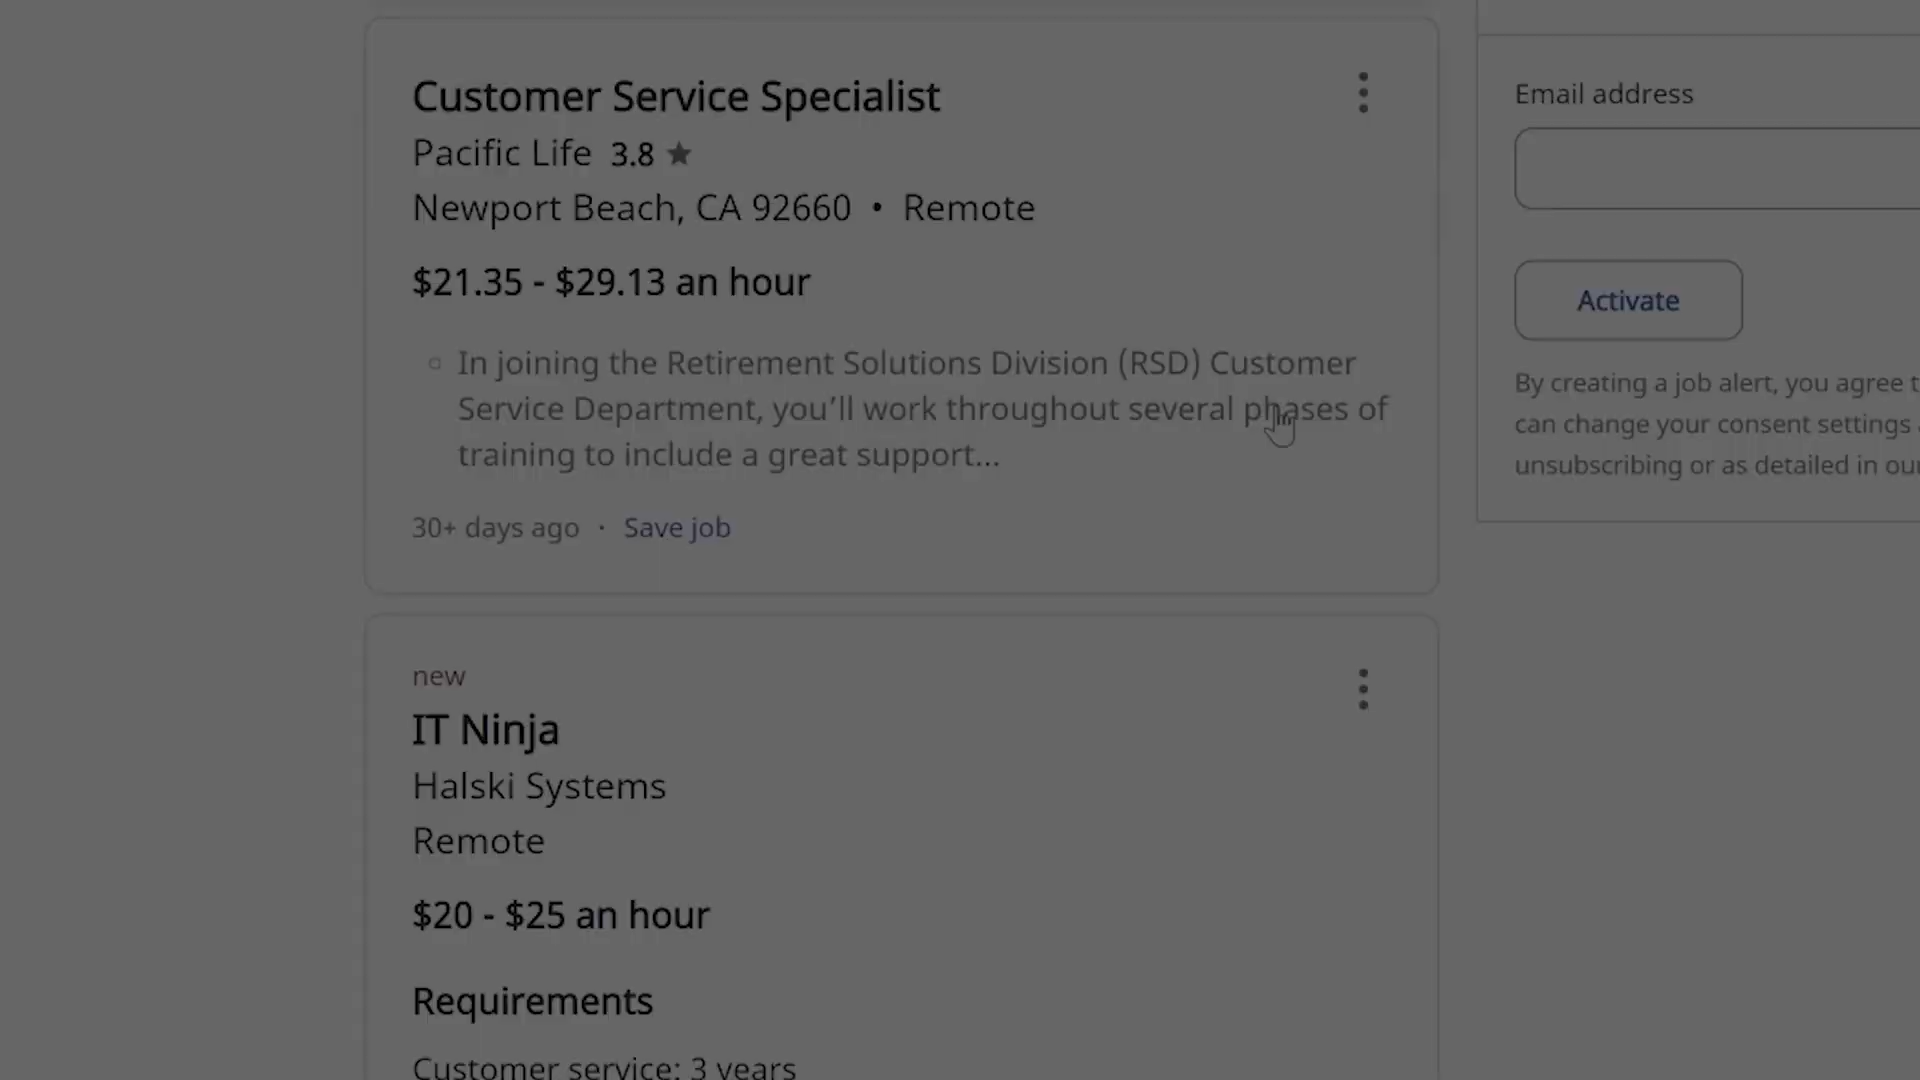 Customer Service Specialist
Pacific Life 3.8 ★
Newport Beach, CA 92660 • Remote
$21.35 - $29.13 an hour
In joining the Retirement Solutions Division (RSD) Customer
Service Department, you’ll work throughout several phases of
training to include a great support...
30+ days ago · Save job
new
IT Ninja
Halski Systems
Remote
$20 - $25 an hour
Requirements
Customer service: 3 years
Email address
Activate
By creating a job alert, you agree t
can change your consent settings
unsubscribing or as detailed in ou